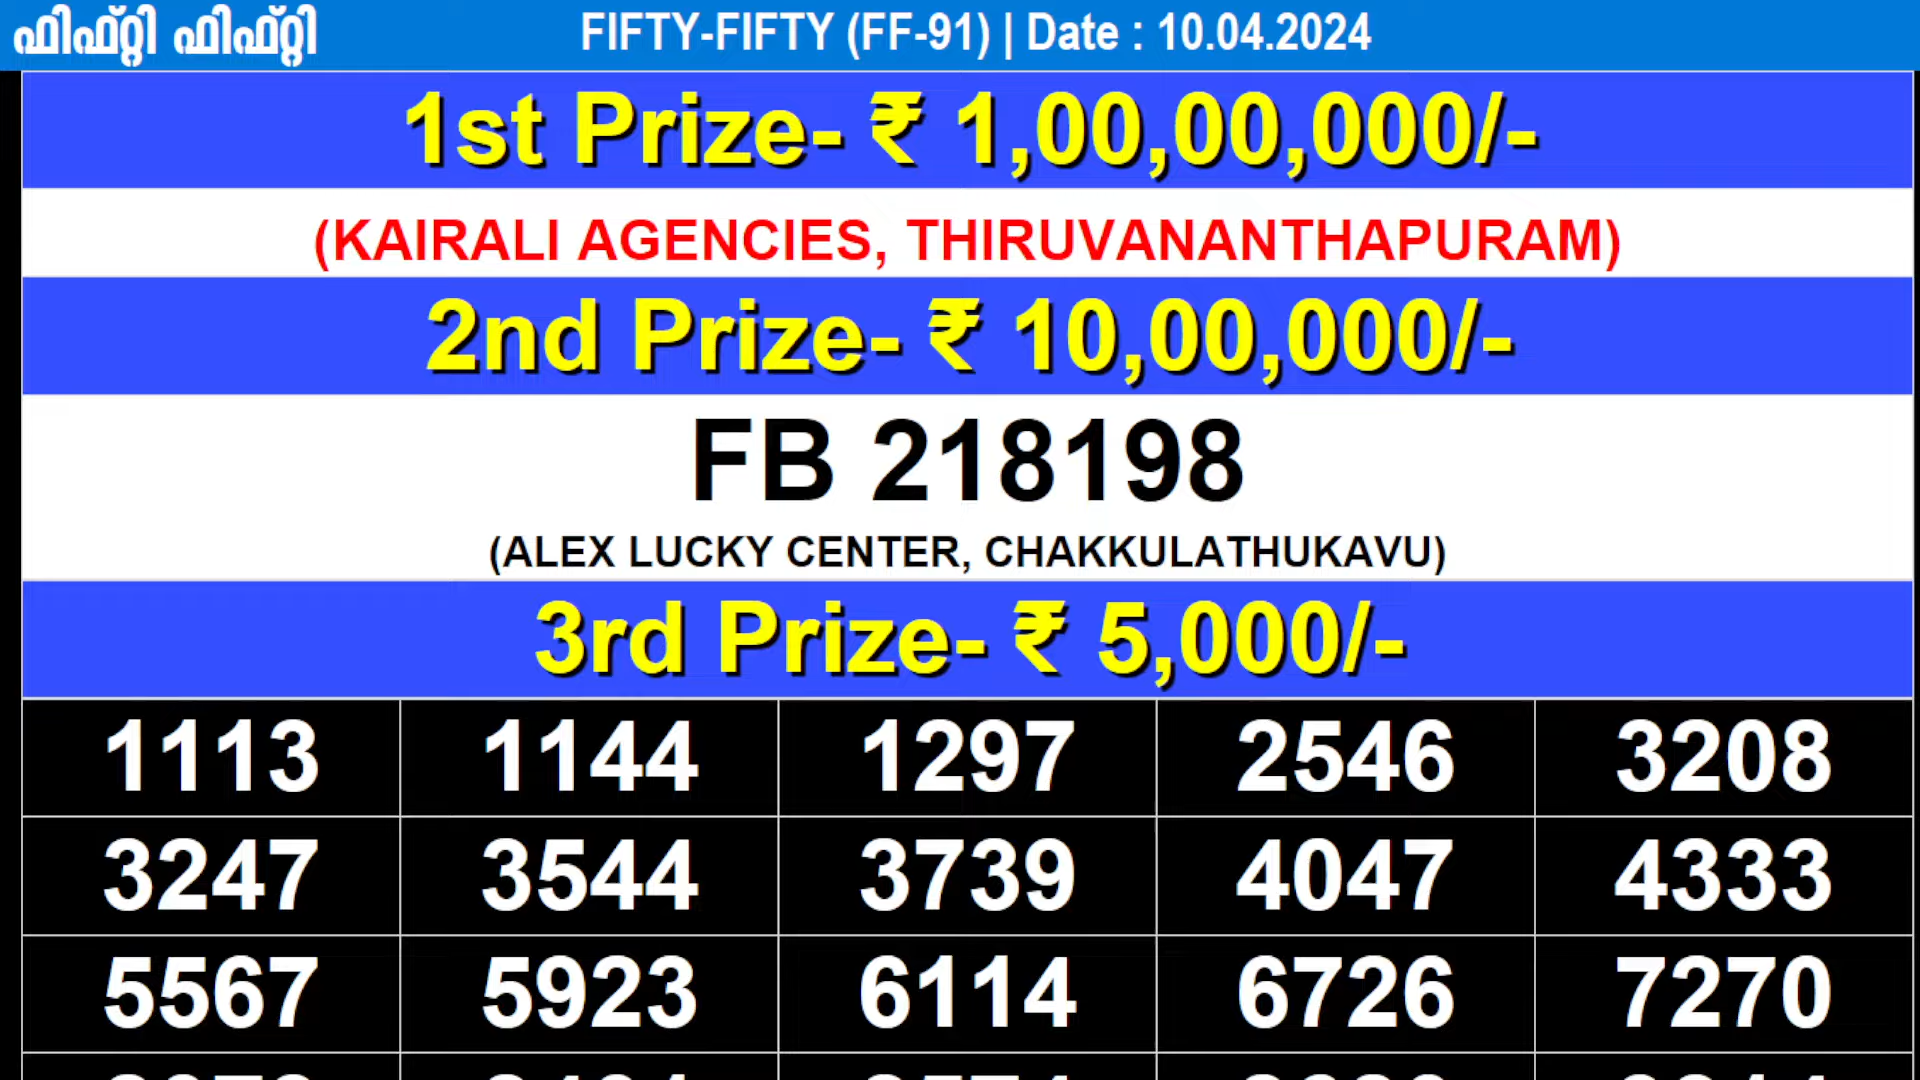 ഫിഫ്റ്റി ഫിഫ്റ്റി FIFTY-FIFTY (FF-91) | Date : 10.04.2024
1st Prize- ₹ 1,00,00,000/-
(KAIRALI AGENCIES, THIRUVANANTHAPURAM)
2nd Prize- ₹ 10,00,000/-
FB 218198
(ALEX LUCKY CENTER, CHAKKULATHUKAVU)
3rd Prize- ₹ 5,000/-
1113 1144 1297 2546 3208
3247 3544 3739 4047 4333
5567 5923 6114 6726 7270